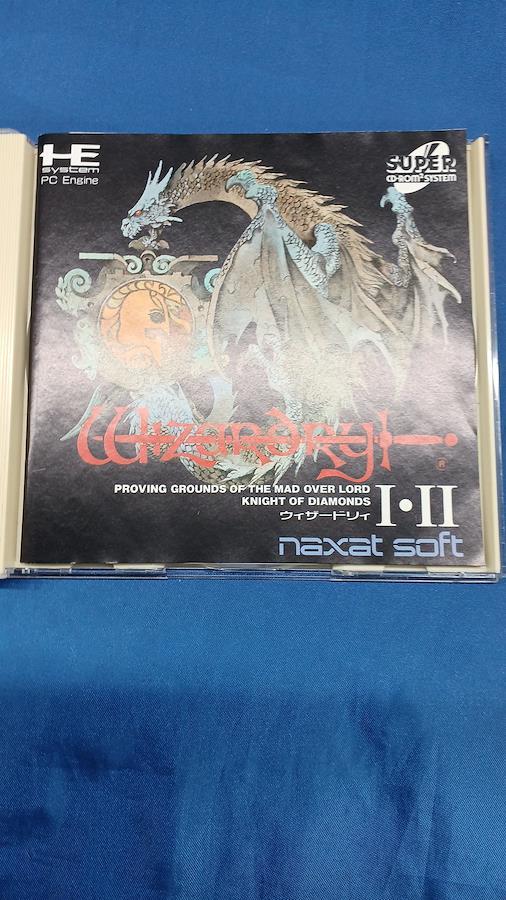 HE
system
PC Engine
SUPER
CD-ROM² SYSTEM
Wizardry
®
PROVING GROUNDS OF THE MAD OVER LORD
KNIGHT OF DIAMONDS
ウィザードリィ
I・II
naxat soft